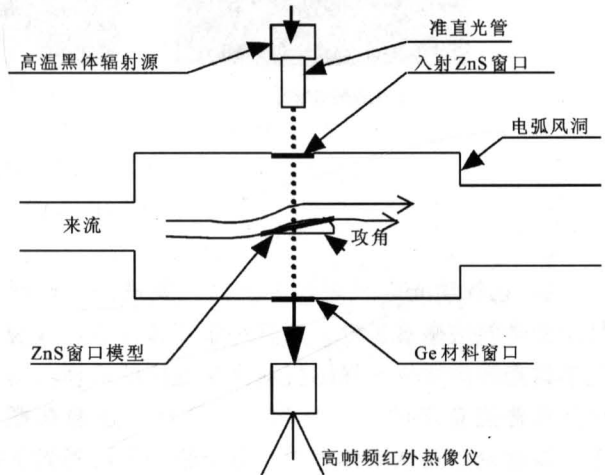 准直光管
高温黑体辐射源
入射ZnS窗口
电弧风洞
来流
攻角
ZnS窗口模型
Ge材料窗口
高帧频红外热像仪